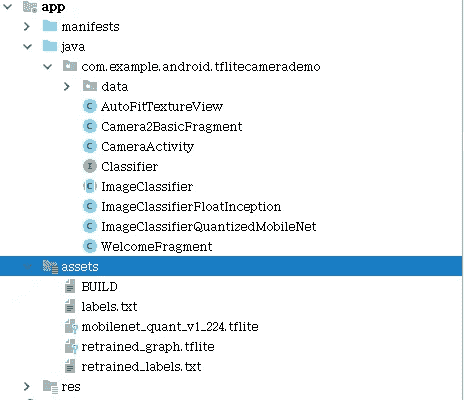 app
manifests
java
com.example.android.tflitecamerademo
data
AutoFitTextureView
Camera2BasicFragment
CameraActivity
Classifier
ImageClassifier
ImageClassifierFloatInception
ImageClassifierQuantizedMobileNet
WelcomeFragment
assets
BUILD
labels.txt
mobilenet_quant_v1_224.tflite
retrained_graph.tflite
retrained_labels.txt
res